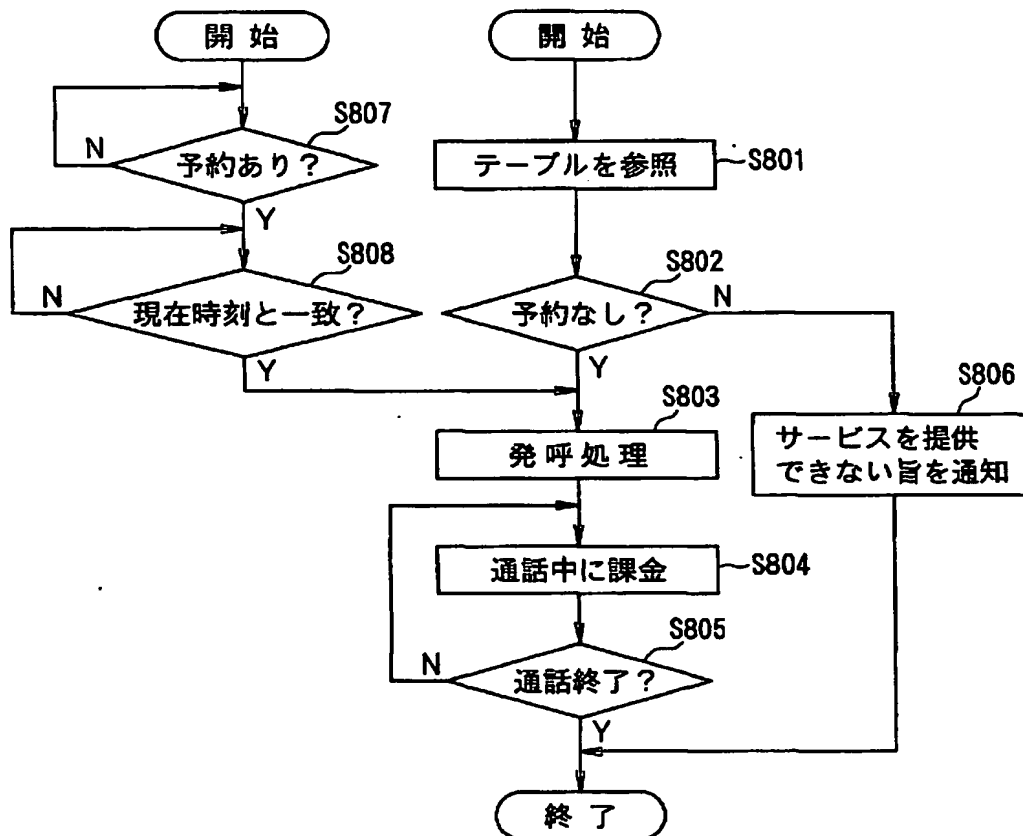 開始
開始
S807
N
予約あり？
テーブルを参照
S801
Y
S808
S802
N
現在時刻と一致？
予約なし？
N
Y
Y
S803
S806
発呼処理
サービスを提供
できない旨を通知
通話中に課金
S804
S805
N
通話終了？
Y
終了